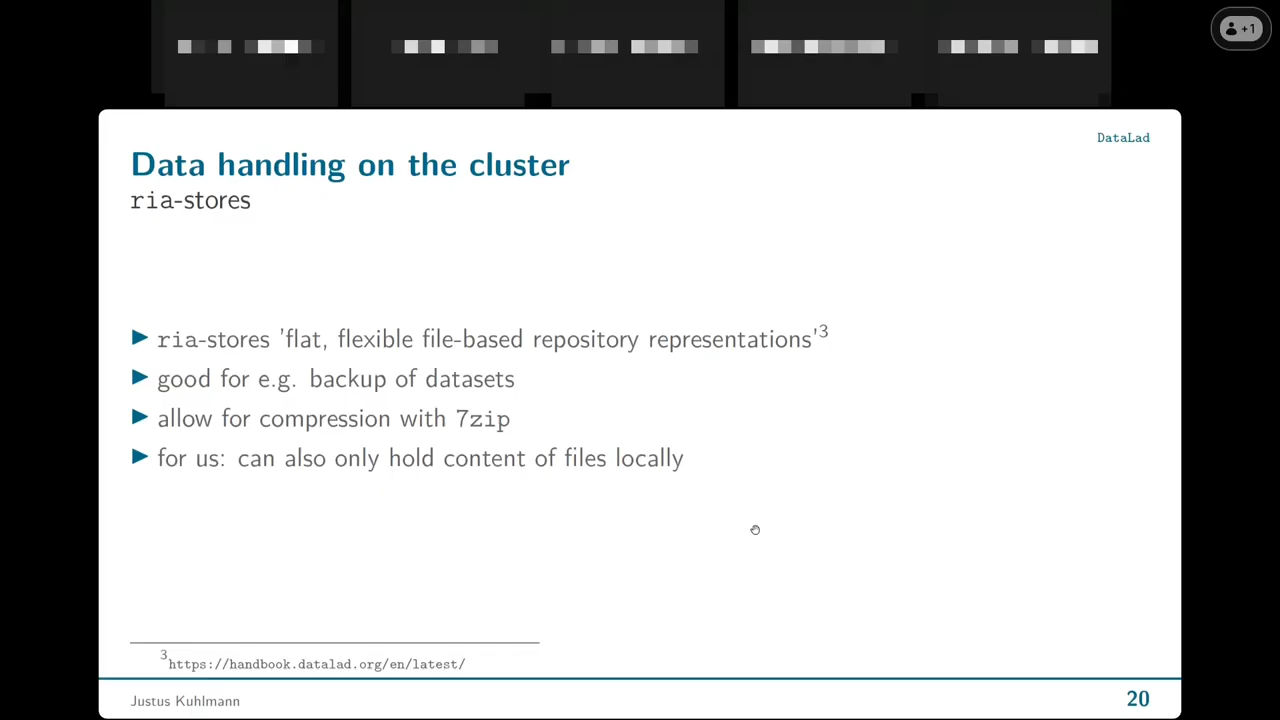 +1
DataLad
Data handling on the cluster
ria-stores
▶ ria-stores 'flat, flexible file-based repository representations'3
▶ good for e.g. backup of datasets
▶ allow for compression with 7zip
▶ for us: can also only hold content of files locally
3https://handbook.datalad.org/en/latest/
Justus Kuhlmann
20